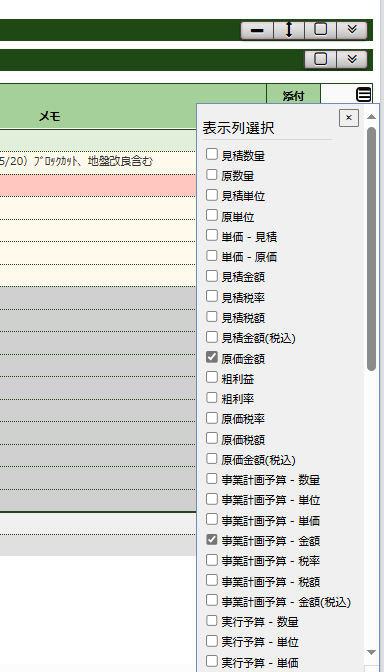 添付
メモ
5/20）ﾌﾞﾛｯｸｶｯﾄ、地盤改良含む
×
表示列選択
見積数量
原数量
見積単位
原単位
単価 - 見積
単価 - 原価
見積金額
見積税率
見積税額
見積金額(税込)
原価金額
粗利益
粗利率
原価税率
原価税額
原価金額(税込)
事業計画予算 - 数量
事業計画予算 - 単位
事業計画予算 - 単価
事業計画予算 - 金額
事業計画予算 - 税率
事業計画予算 - 税額
事業計画予算 - 金額(税込)
実行予算 - 数量
実行予算 - 単位
実行予算 - 単価